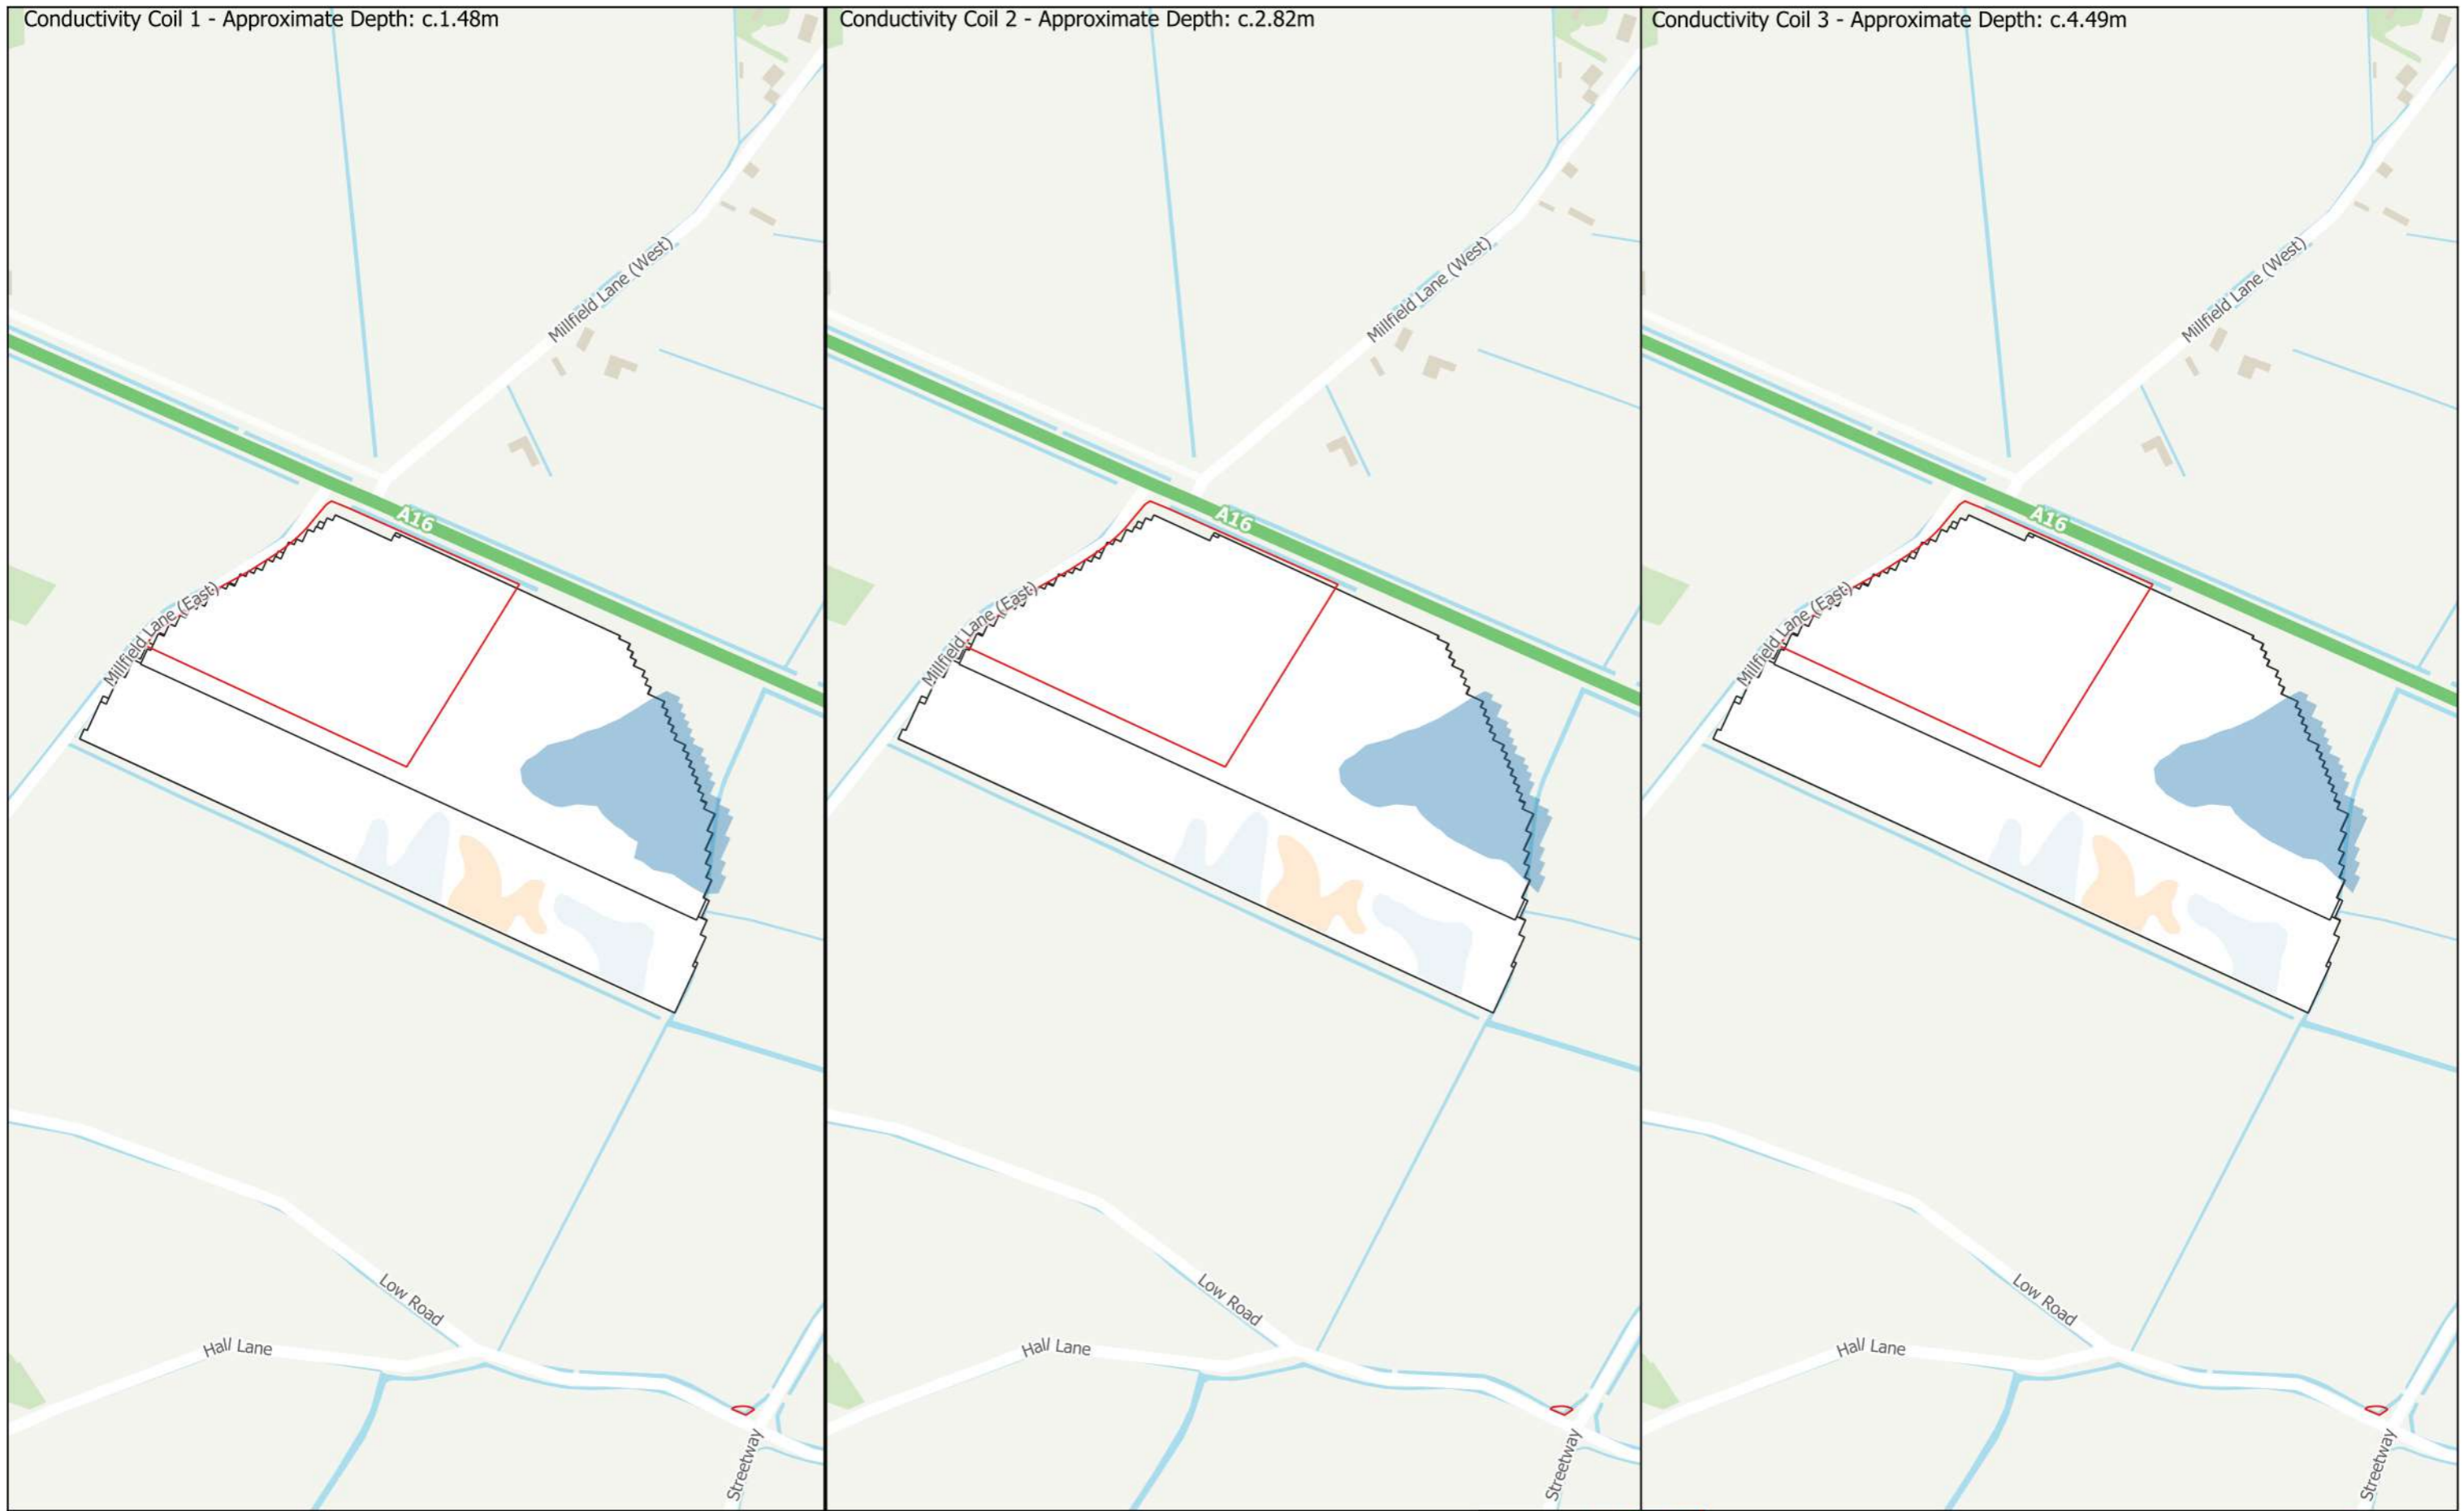 Conductivity Coil 1 - Approximate Depth: c.1.48m
Millfield Lane (West)
A16
Millfield Lane (East)
Low Road
Hall Lane
Streetway
Conductivity Coil 2 - Approximate Depth: c.2.82m
Millfield Lane (West)
A16
Millfield Lane (East)
Low Road
Hall Lane
Streetway
Conductivity Coil 3 - Approximate Depth: c.4.49m
Millfield Lane (West)
A16
Millfield Lane (East)
Low Road
Hall Lane
Streetway